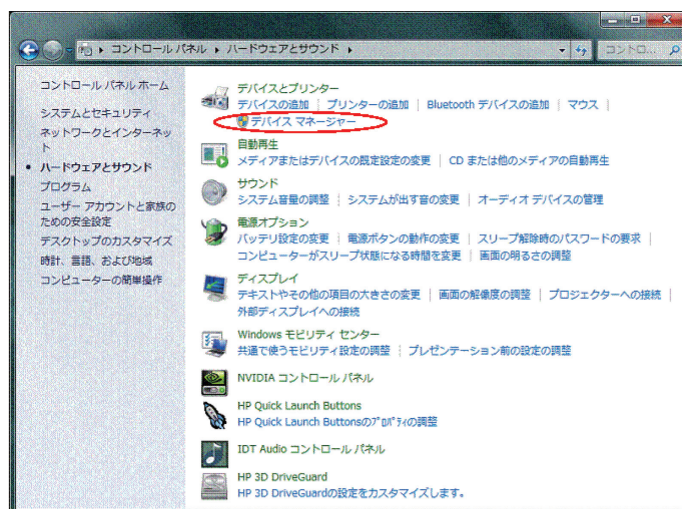 コントロール パネル ▸ ハードウェアとサウンド ▸
コントロ...
コントロール パネル ホーム
システムとセキュリティ
ネットワークとインターネッ
ト
ハードウェアとサウンド
プログラム
ユーザー アカウントと家族の
ための安全設定
デスクトップのカスタマイズ
時計、言語、および地域
コンピューターの簡単操作
デバイスとプリンター
デバイスの追加 | プリンターの追加 | Bluetooth デバイスの追加 | マウス |
デバイス マネージャー
自動再生
メディアまたはデバイスの既定設定の変更 | CD または他のメディアの自動再生
サウンド
システム音量の調整 | システムが出す音の変更 | オーディオ デバイスの管理
電源オプション
バッテリ設定の変更 | 電源ボタンの動作の変更 | スリープ解除時のパスワードの要求 |
コンピューターがスリープ状態になる時間を変更 | 画面の明るさの調整
ディスプレイ
テキストやその他の項目の大きさの変更 | 画面の解像度の調整 | プロジェクターへの接続 |
外部ディスプレイへの接続
Windows モビリティ センター
共通で使うモビリティ設定の調整 | プレゼンテーション前の設定の調整
NVIDIA コントロール パネル
HP Quick Launch Buttons
HP Quick Launch Buttonsのﾌﾟﾛﾊﾟﾃｨの調整
IDT Audio コントロール パネル
HP 3D DriveGuard
HP 3D DriveGuardの設定をカスタマイズします。